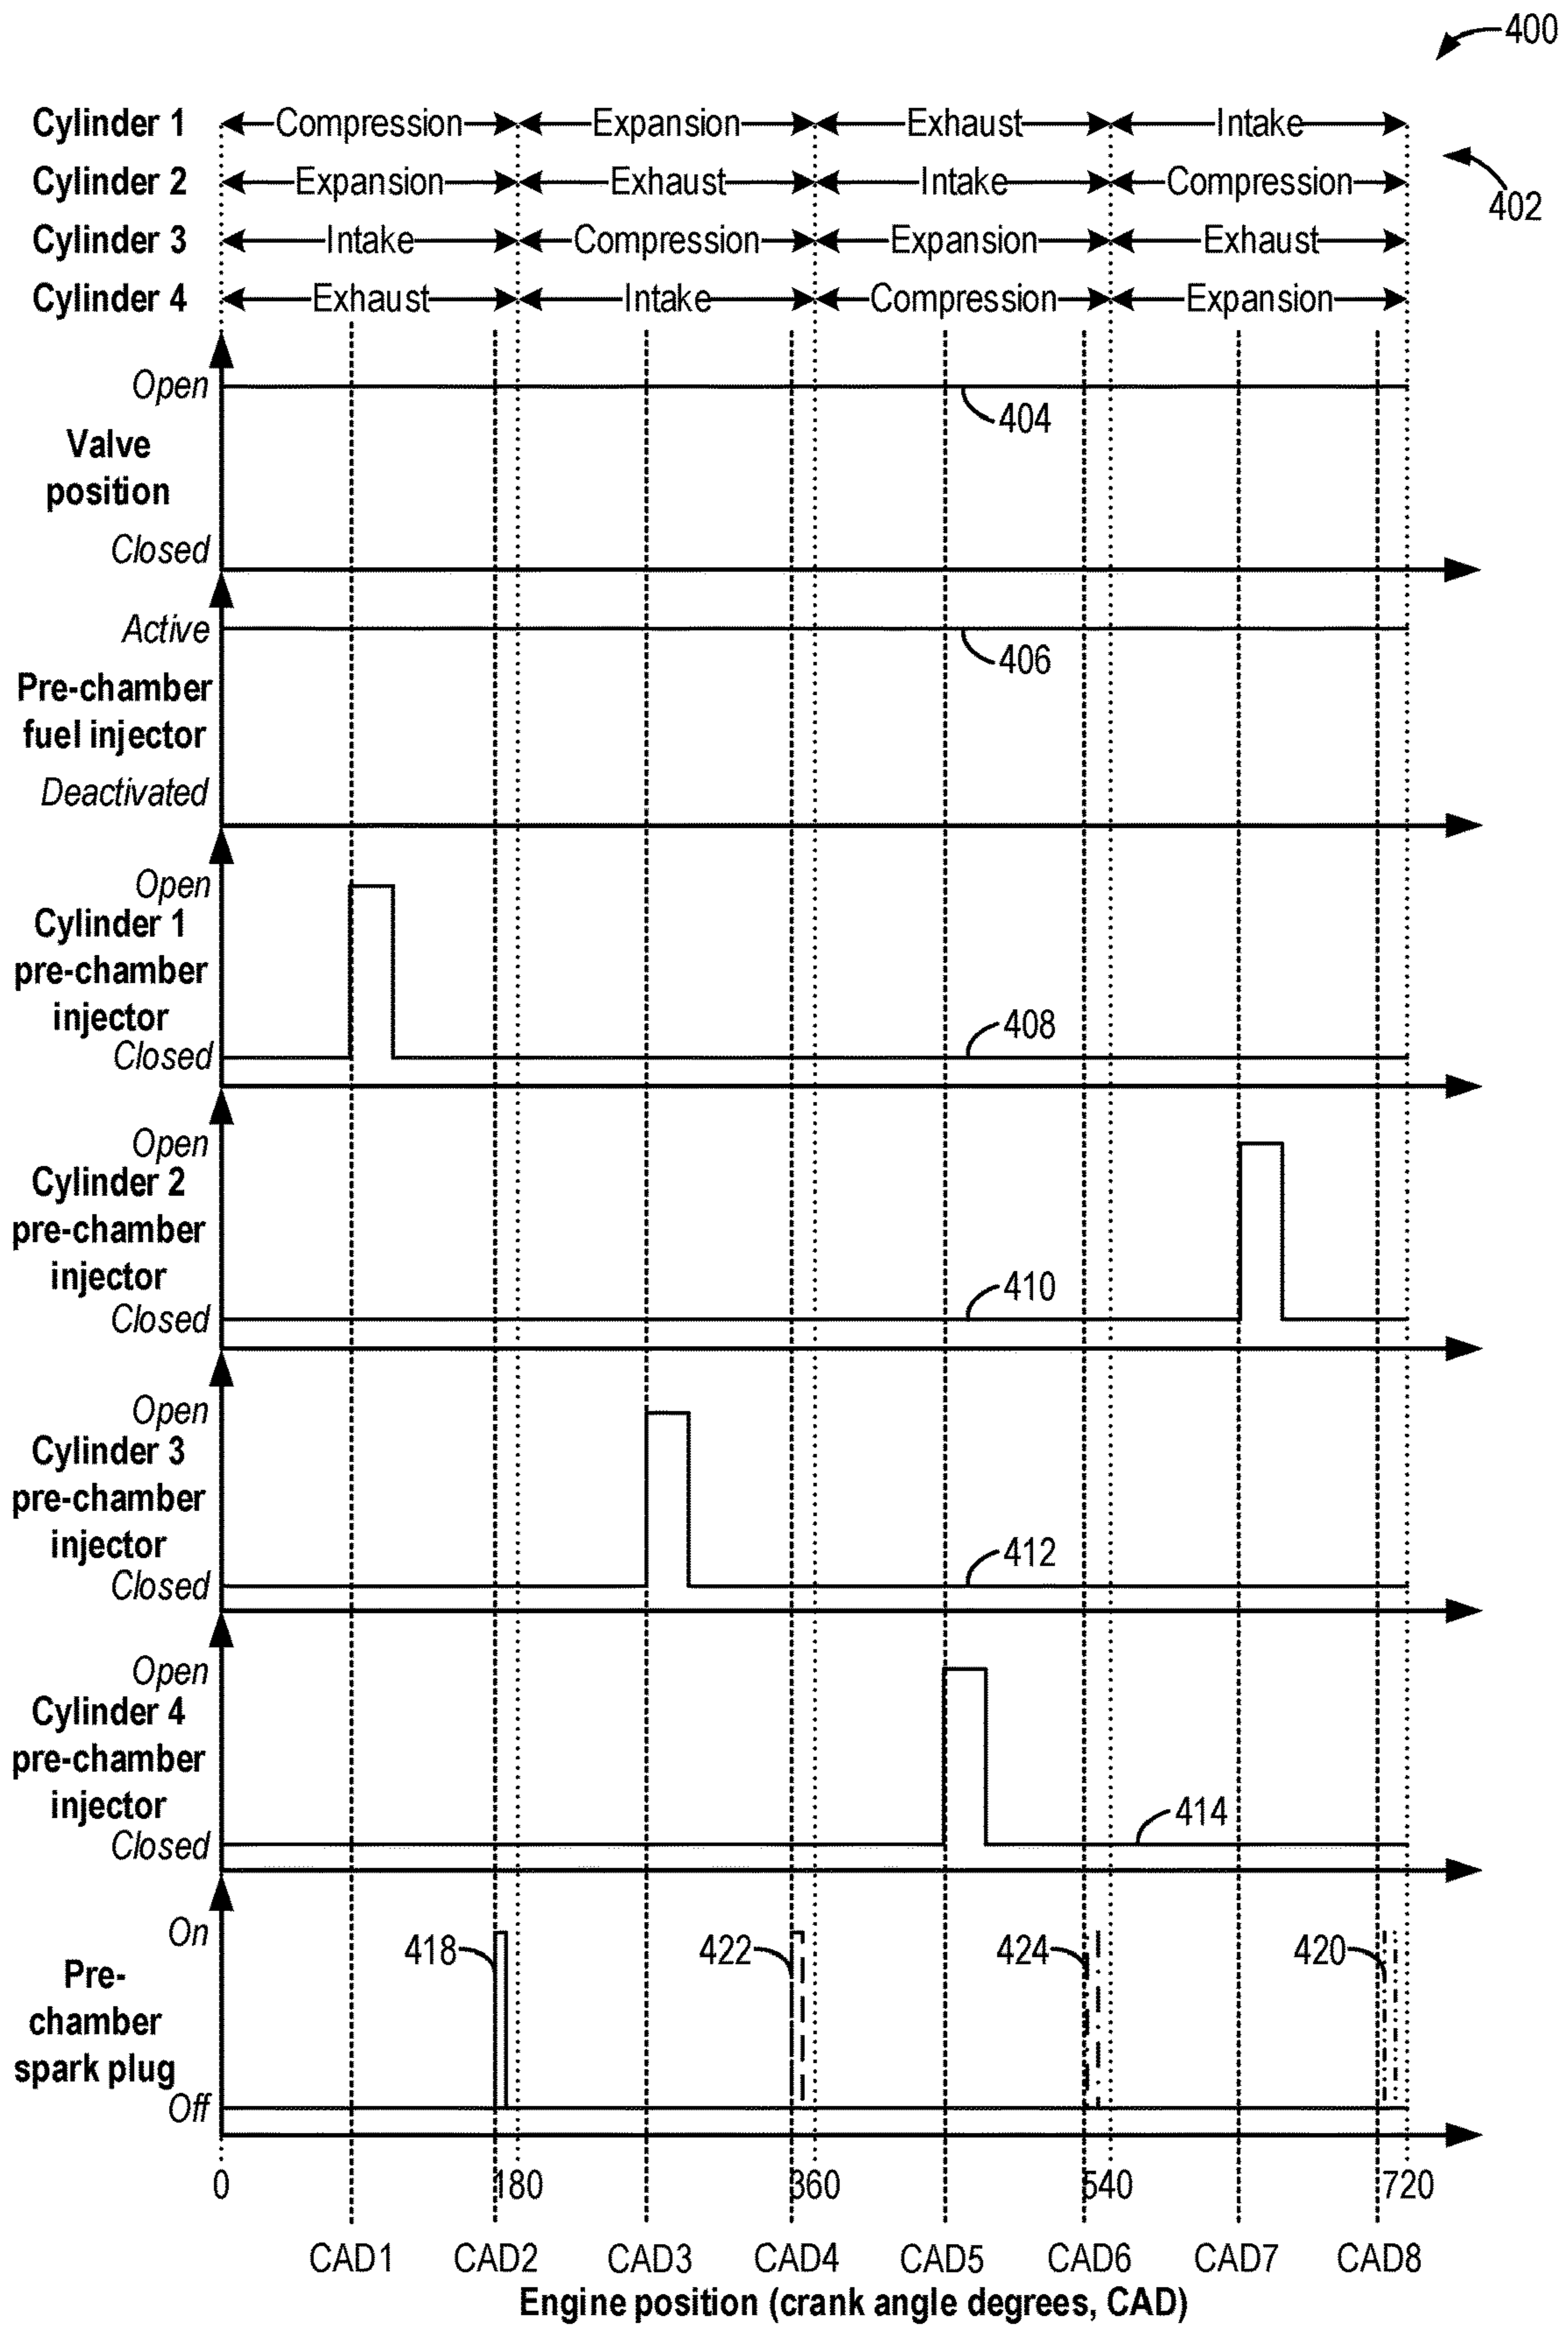 400
Cylinder 1 Compression Expansion Exhaust Intake
402
Cylinder 2 Expansion Exhaust Intake Compression
Cylinder 3 Intake Compression Expansion Exhaust
Cylinder 4 Exhaust Intake Compression Expansion
Open
404
Valve
position
Closed
Active
406
Pre-chamber
fuel injector
Deactivated
Open
Cylinder 1
pre-chamber
injector
408
Closed
Open
Cylinder 2
pre-chamber
injector
410
Closed
Open
Cylinder 3
pre-chamber
injector
412
Closed
Open
Cylinder 4
pre-chamber
injector
414
Closed
On
418 422 424 420
Pre-
chamber
spark plug
Off
0 180 360 540 720
CAD1 CAD2 CAD3 CAD4 CAD5 CAD6 CAD7 CAD8
Engine position (crank angle degrees, CAD)